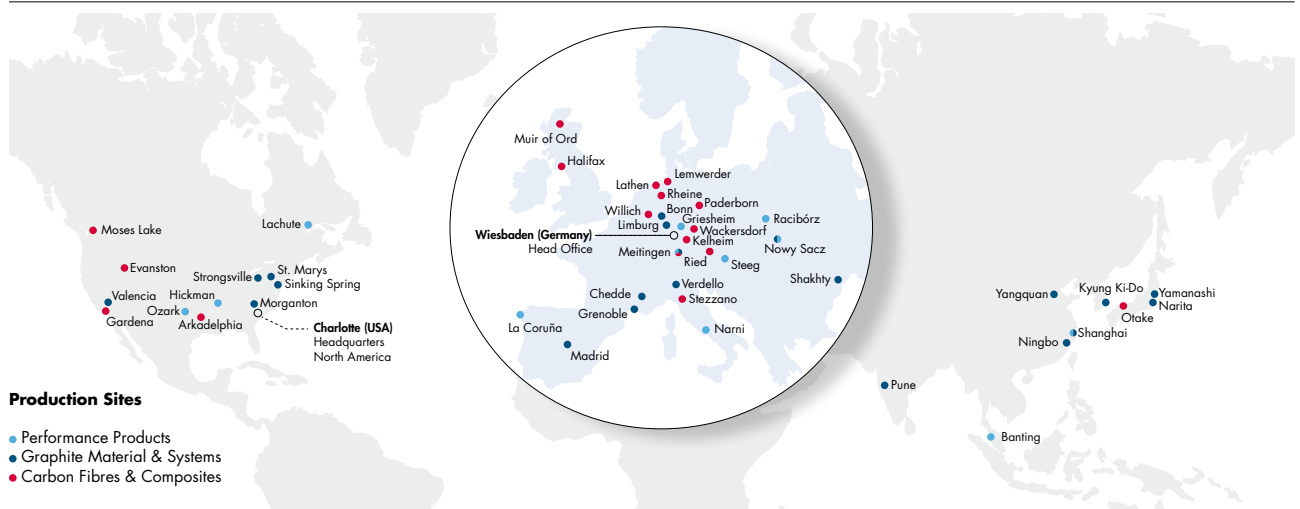 Moses Lake
Lachute
Evanston
Strongsville
St. Marys
Sinking Spring
Valencia
Hickman
Morganton
Ozark
Gardena
Arkadelphia
Charlotte (USA)
Headquarters
North America
Muir of Ord
Halifax
Lemwerder
Lathen
Rheine
Paderborn
Willich
Bonn
Limburg
Griesheim
Racibórz
Wiesbaden (Germany)
Head Office
Wackersdorf
Kelheim
Nowy Sacz
Meitingen
Ried
Steeg
Shakhty
Verdello
Chedde
Stezzano
Grenoble
La Coruña
Narni
Madrid
Yangquan
Kyung Ki-Do
Yamanashi
Narita
Otake
Shanghai
Ningbo
Pune
Banting
Production Sites
Performance Products
Graphite Material & Systems
Carbon Fibres & Composites